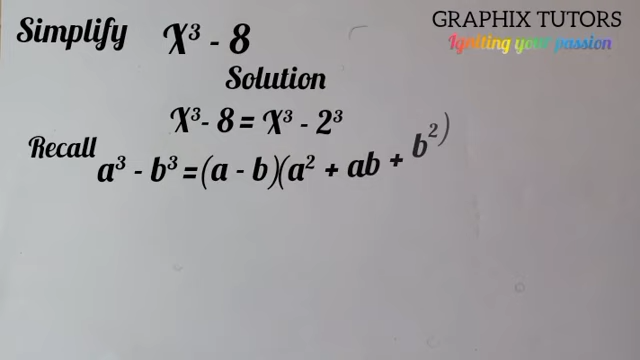 GRAPHIX TUTORS
Igniting your passion
Simplify X³ - 8
Solution
X³- 8 = X³ - 2³
Recall
a³ - b³ = (a - b)(a² + ab + b²)